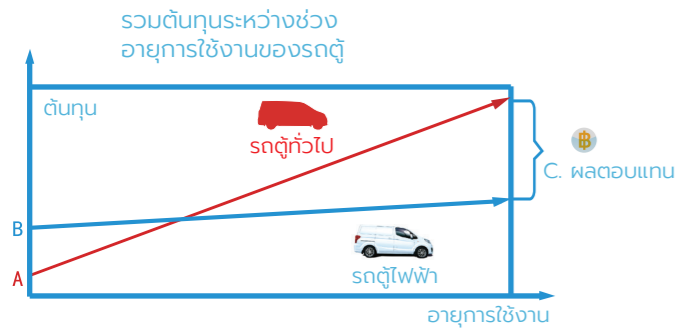 รวมต้นทุนระหว่างช่วง
อายุการใช้งานของรถตู้
ต้นทุน
รถตู้ทั่วไป
฿
C. ผลตอบแทน
B
A
รถตู้ไฟฟ้า
อายุการใช้งาน